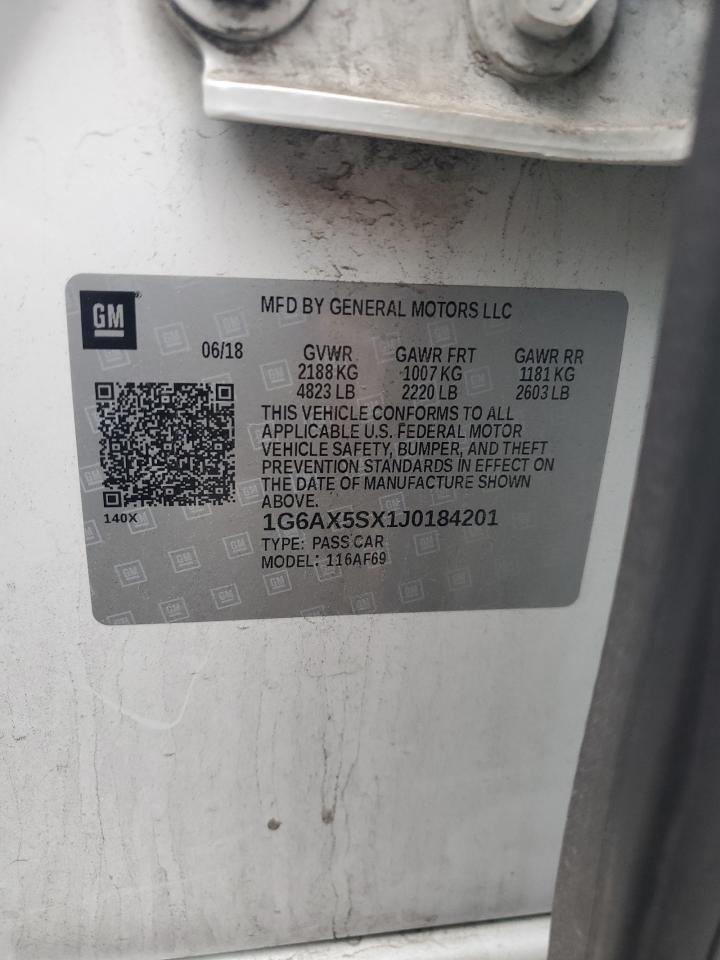 GM
MFD BY GENERAL MOTORS LLC
06/18 GVWR GAWR FRT GAWR RR
2188 KG 1007 KG 1181 KG
4823 LB 2220 LB 2603 LB
THIS VEHICLE CONFORMS TO ALL
APPLICABLE U.S. FEDERAL MOTOR
VEHICLE SAFETY, BUMPER, AND THEFT
PREVENTION STANDARDS IN EFFECT ON
THE DATE OF MANUFACTURE SHOWN
ABOVE.
140X
1G6AX5SX1J0184201
TYPE: PASS CAR
MODEL: 116AF69